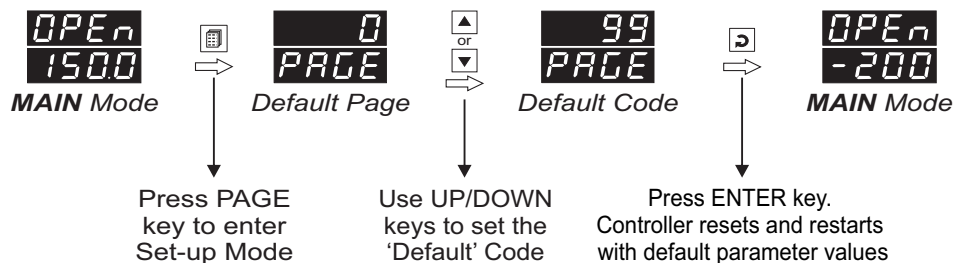 OPEn
150.0
MAIN Mode
0
PAGE
Default Page
or
99
PAGE
Default Code
OPEn
-200
MAIN Mode
Press PAGE
key to enter
Set-up Mode
Use UP/DOWN
keys to set the
'Default' Code
Press ENTER key.
Controller resets and restarts
with default parameter values